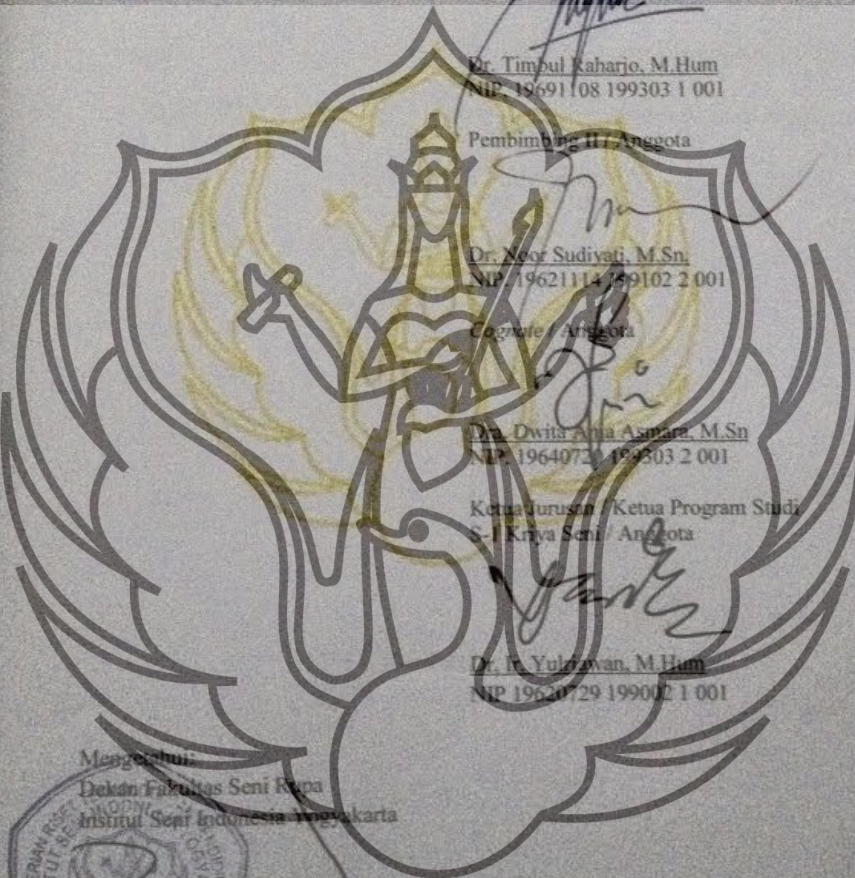 Dr. Timbul Raharjo, M.Hum
NIP. 19691108 199303 1 001
Pembimbing II / Anggota
Dr. Noor Sudiyati, M.Sn.
NIP. 19621114 199102 2 001
Cognate / Anggota
Dra. Dwita Anja Asmara, M.Sn
NIP. 19640720 199303 2 001
Ketua Jurusan / Ketua Program Studi
S-1 Kriya Seni / Anggota
Dr. Ir. Yulriawan, M.Hum
NIP 19620729 199002 1 001
Mengetahui:
Dekan Fakultas Seni Rupa
Institut Seni Indonesia Yogyakarta